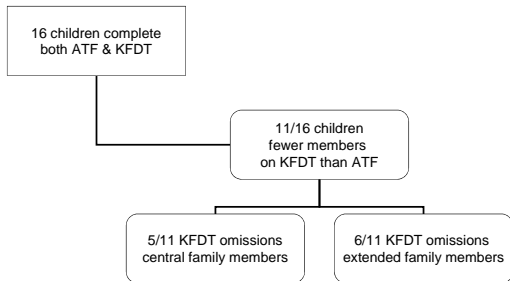 16 children complete
both ATF & KFDT
11/16 children
fewer members
on KFDT than ATF
5/11 KFDT omissions
central family members
6/11 KFDT omissions
extended family members